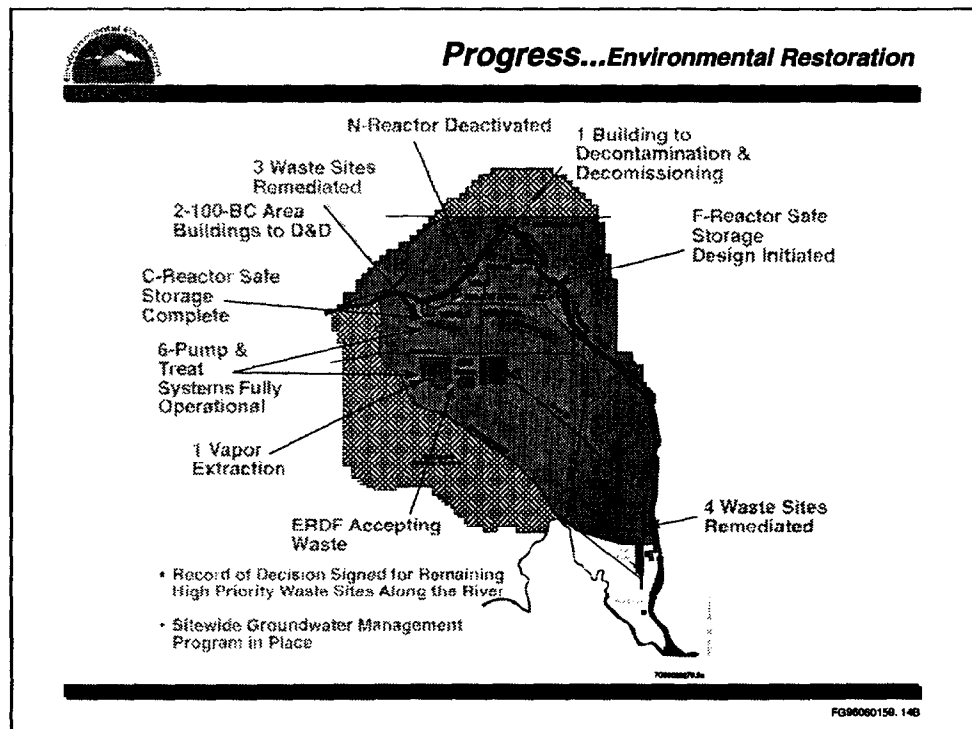 Progress...Environmental Restoration
N-Reactor Deactivated
1 Building to
Decontamination &
Decomissioning
3 Waste Sites
Remediated
2-100-BC Area
Buildings to D&D
F-Reactor Safe
Storage
Design Initiated
C-Reactor Safe
Storage
Complete
6-Pump &
Treat
Systems Fully
Operational
1 Vapor
Extraction
ERDF Accepting
Waste
4 Waste Sites
Remediated
• Record of Decision Signed for Remaining
High Priority Waste Sites Along the River
• Sitewide Groundwater Management
Program in Place
FG96060159. 14B